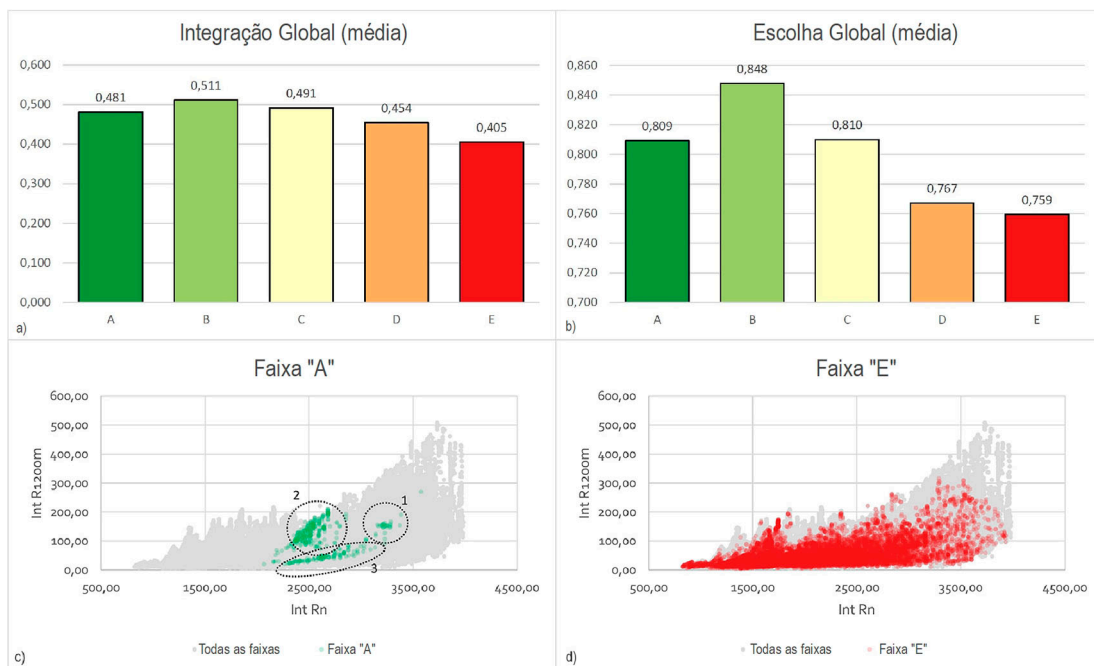 Integração Global (média)
0,600
0,500
0,400
0,300
0,200
0,100
0,000
0,481
0,511
0,491
0,454
0,405
A
B
C
D
E
a)
Escolha Global (média)
0,860
0,840
0,820
0,800
0,780
0,760
0,740
0,720
0,700
0,809
0,848
0,810
0,767
0,759
A
B
C
D
E
b)
Faixa "A"
Int R1200m
600,00
500,00
400,00
300,00
200,00
100,00
0,00
2
1
3
500,00
1500,00
2500,00
3500,00
4500,00
Int Rn
Todas as faixas
Faixa "A"
c)
Faixa "E"
Int R1200m
600,00
500,00
400,00
300,00
200,00
100,00
0,00
500,00
1500,00
2500,00
3500,00
4500,00
Int Rn
Todas as faixas
Faixa "E"
d)